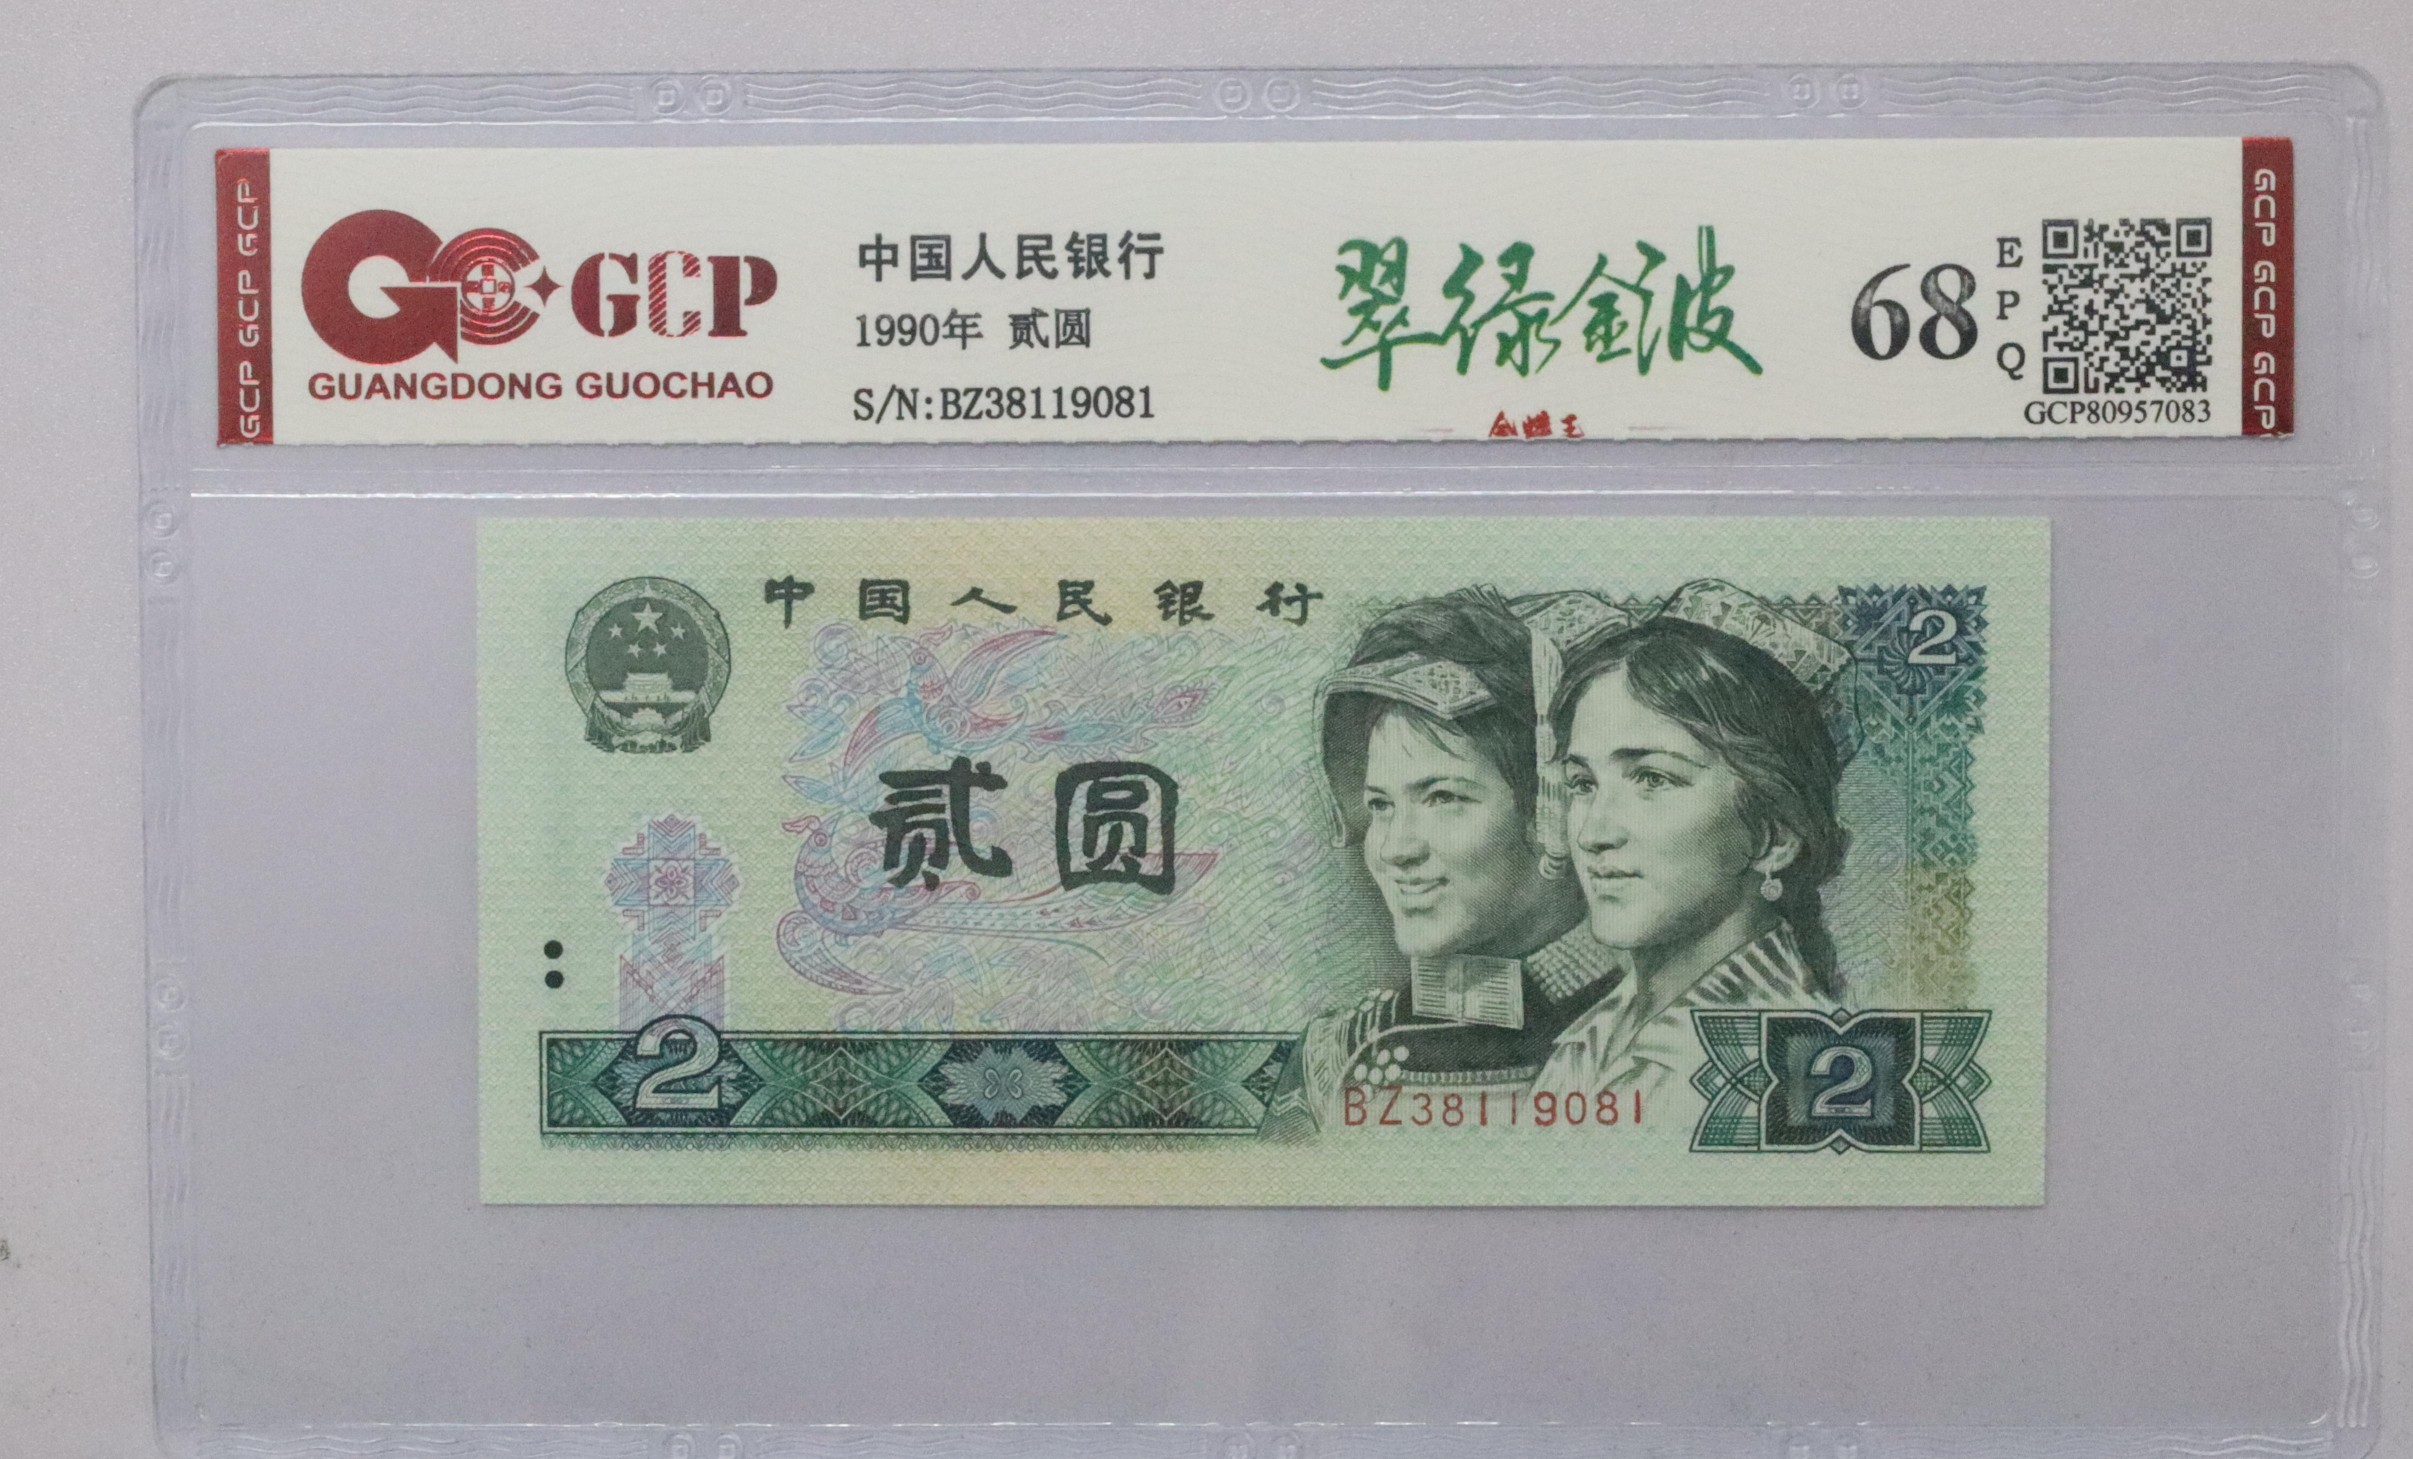 GCP GCP GCP
GCP
GUANGDONG GUOCHAO
中国人民银行
1990年 贰圆
S/N:BZ38119081
翠绿金波
68
E
P
Q
GCP80957083
GCP GCP GCP
中国人民银行
2
贰圆
2
BZ38119081
2